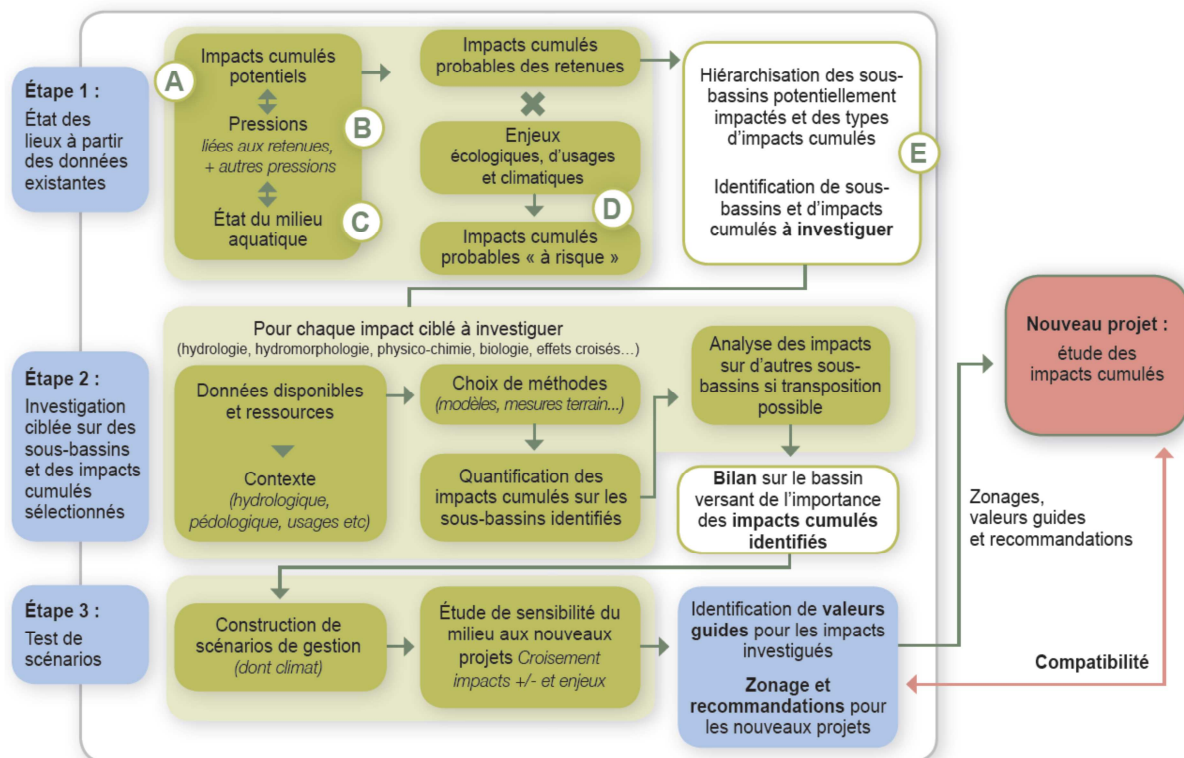 Étape 1 :
État des
lieux à partir
des données
existantes
A
Impacts cumulés
potentiels
Pressions
liées aux retenues,
+ autres pressions
B
État du milieu
aquatique
C
Impacts cumulés
probables des retenues
Enjeux
écologiques, d’usages
et climatiques
D
Impacts cumulés
probables « à risque »
Hiérarchisation des sous-
bassins potentiellement
impactés et des types
d’impacts cumulés
E
Identification de sous-
bassins et d’impacts
cumulés à investiguer
Étape 2 :
Investigation
ciblée sur des
sous-bassins
et des impacts
cumulés
sélectionnés
Pour chaque impact ciblé à investiguer
(hydrologie, hydromorphologie, physico-chimie, biologie, effets croisés…)
Données disponibles
et ressources
Contexte
(hydrologique,
pédologique, usages etc)
Choix de méthodes
(modèles, mesures terrain...)
Quantification des
impacts cumulés sur les
sous-bassins identifiés
Analyse des impacts
sur d’autres sous-
bassins si transposition
possible
Bilan sur le bassin
versant de l’importance
des impacts cumulés
identifiés
Étape 3 :
Test de
scénarios
Construction de
scénarios de gestion
(dont climat)
Étude de sensibilité du
milieu aux nouveaux
projets Croisement
impacts +/- et enjeux
Identification de valeurs
guides pour les impacts
investigués
Zonage et
recommandations pour
les nouveaux projets
Nouveau projet :
étude des
impacts cumulés
Zonages,
valeurs guides
et recommandations
Compatibilité